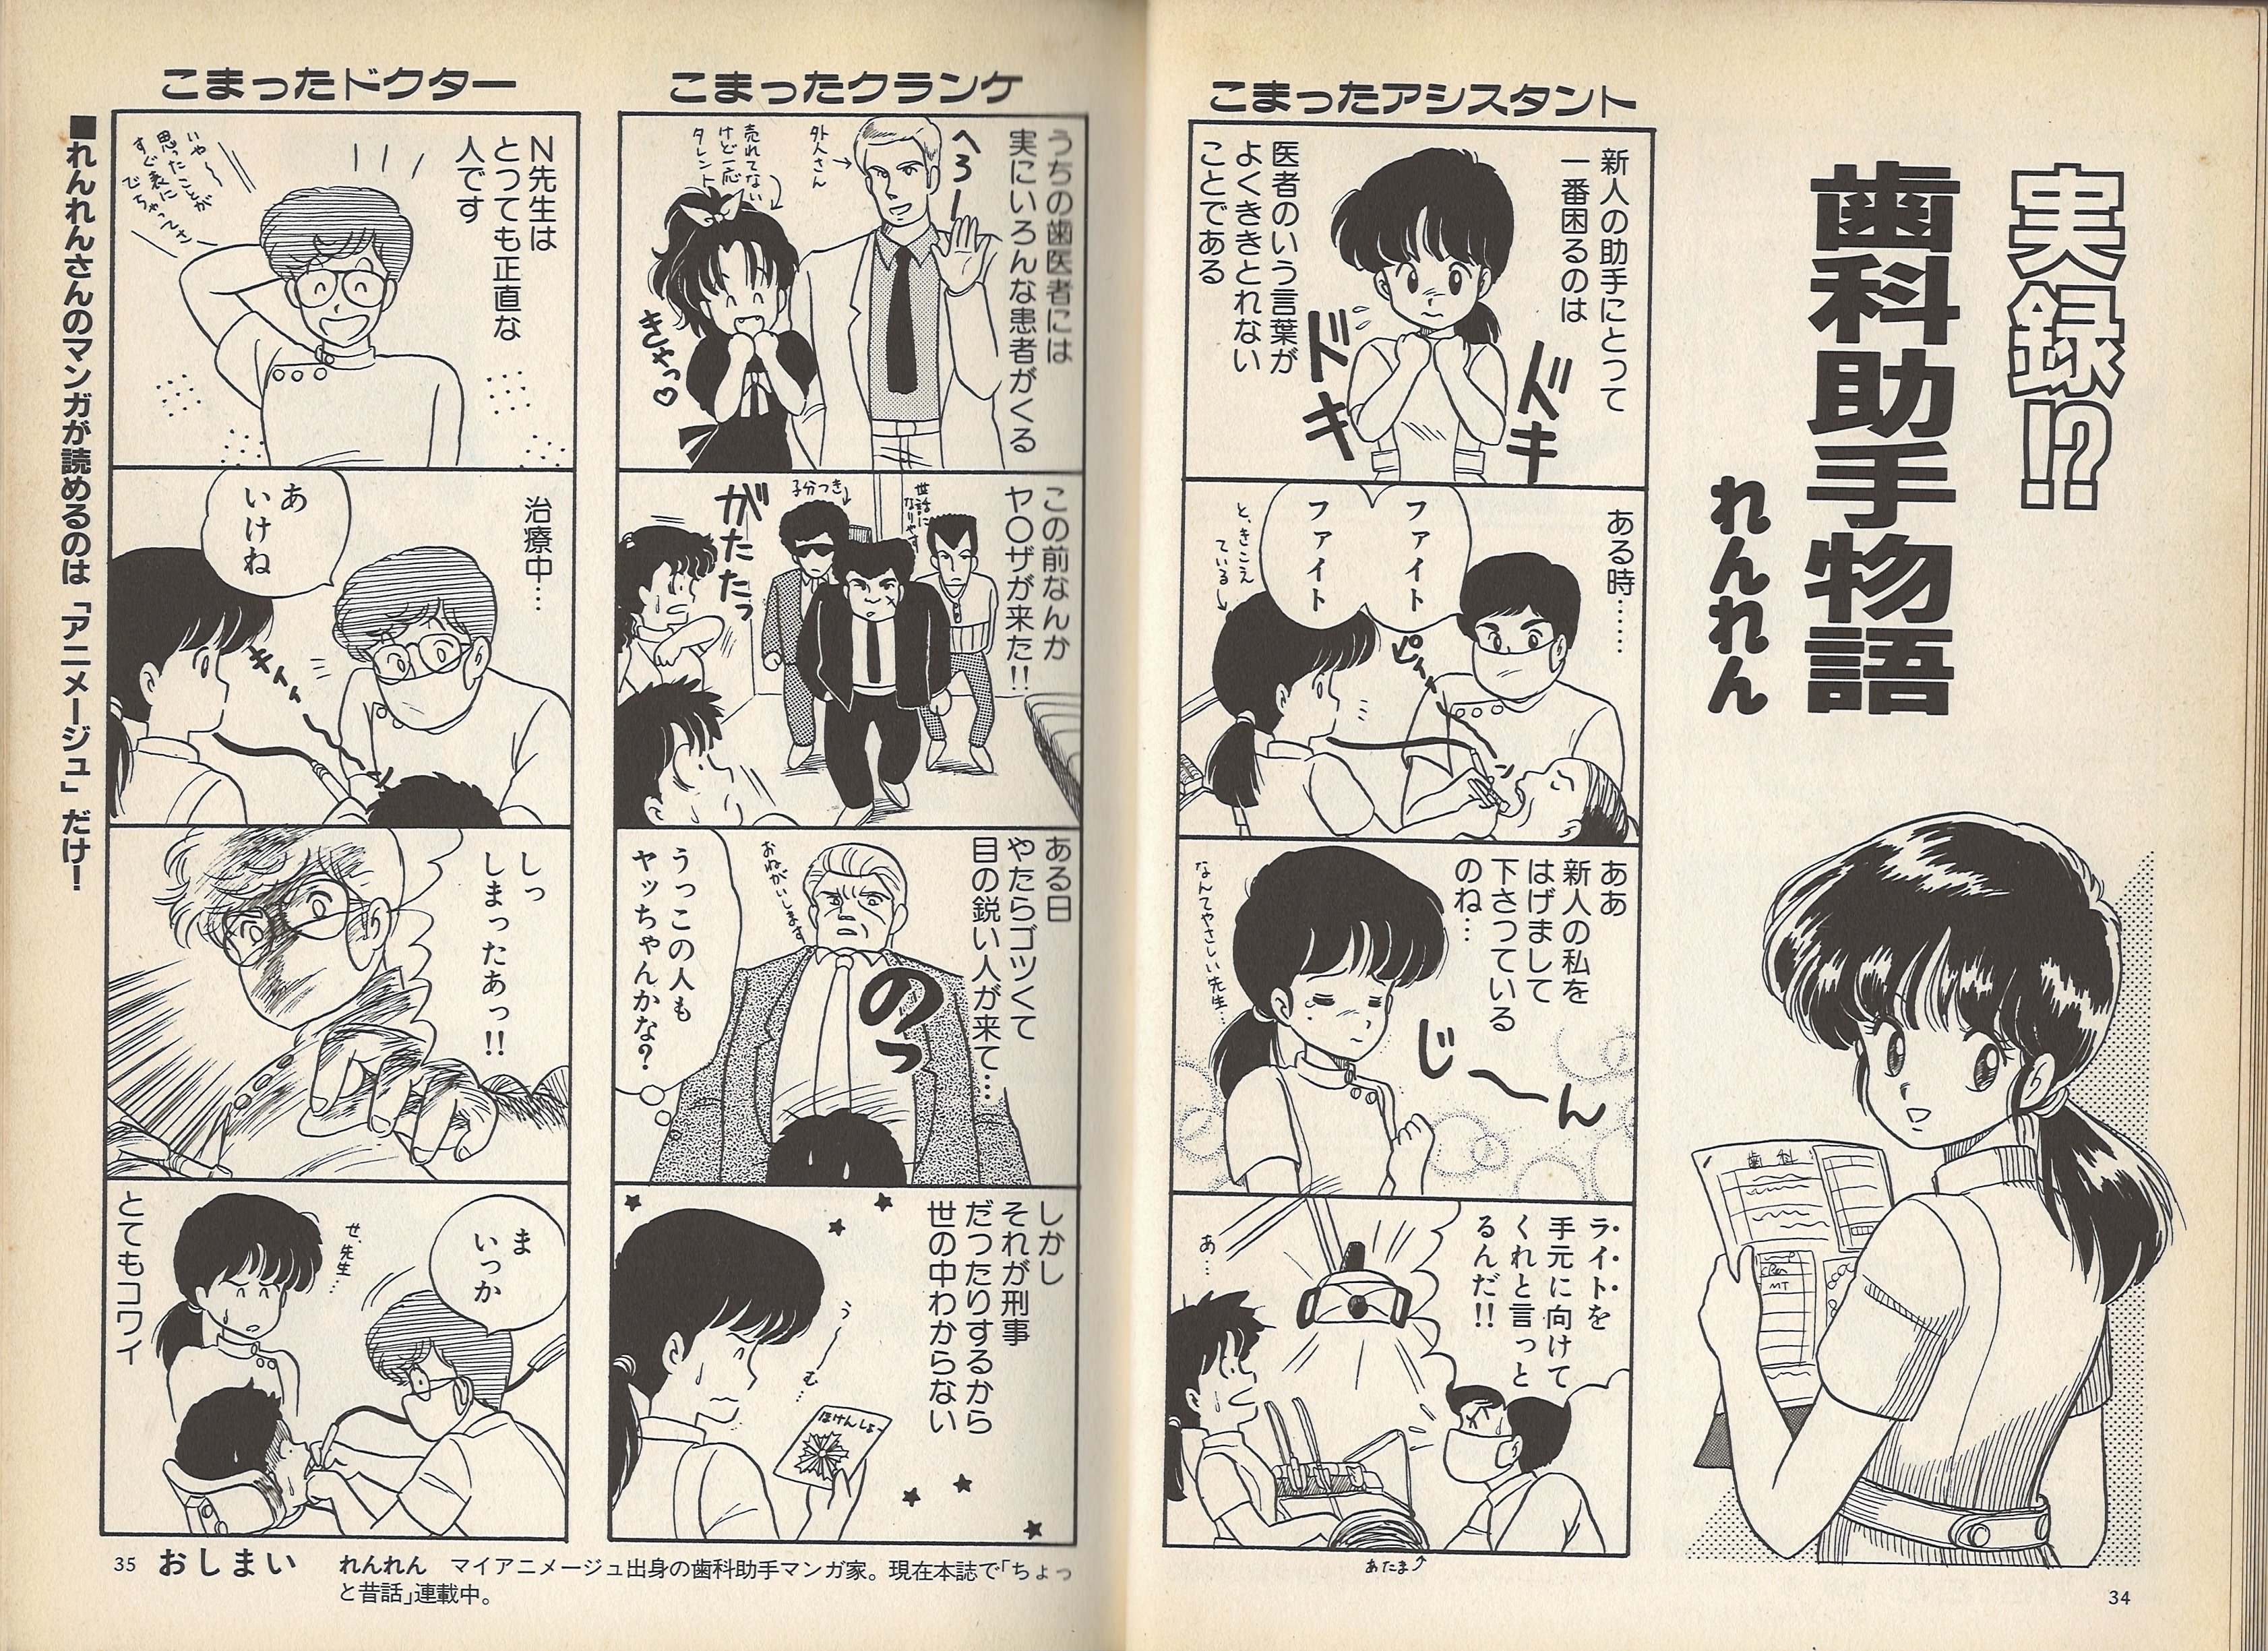 実録!?
歯科助手物語
れんれん
歯科
MT
34
こまったアシスタント
新人の助手にとって
一番困るのは
医者のいう言葉が
よくききとれない
ことである
ドキ
ドキ
ある時……
ファイト
ファイト
ピィィィ
と、きこえ
ている
ああ
新人の私を
はげまして
下さっている
のね…
じ〜ん
なんてやさしい先生…
ライトを
手元に向けて
くれと言っと
るんだ!!
あ…
あたま
こまったクランケ
うちの歯医者には
実にいろんな患者がくる
へろー
外人さん
売れてない
けど一応
タレント
きゃっ♡
この前なんか
ヤ〇ザが来た!!
世話に
なりやす
子分つき
がたたっ
ある日
やたらゴツくて
目の鋭い人が来て…
のっ
おねがいします
うっこの人も
ヤッちゃんかな?
しかし
それが刑事
だったりするから
世の中わからない
う〜む…
ほけんしょー
こまったドクター
N先生は
とっても正直な
人です
いや〜
思ったことが
すぐ表に
でちゃってさ
治療中…
あ
いけね
キィィィ
しっ
しまったあっ!!
ま
いっか
せ、先生…
とてもコワイ
■れんれんさんのマンガが読めるのは「アニメージュ」だけ!
35
おしまい
れんれん　マイアニメージュ出身の歯科助手マンガ家。現在本誌で「ちょっ
と昔話」連載中。